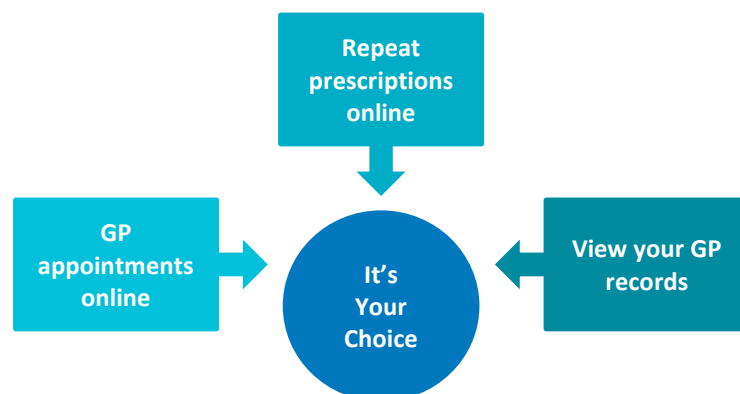 Repeat
prescriptions
online
GP
appointments
online
It’s
Your
Choice
View your GP
records